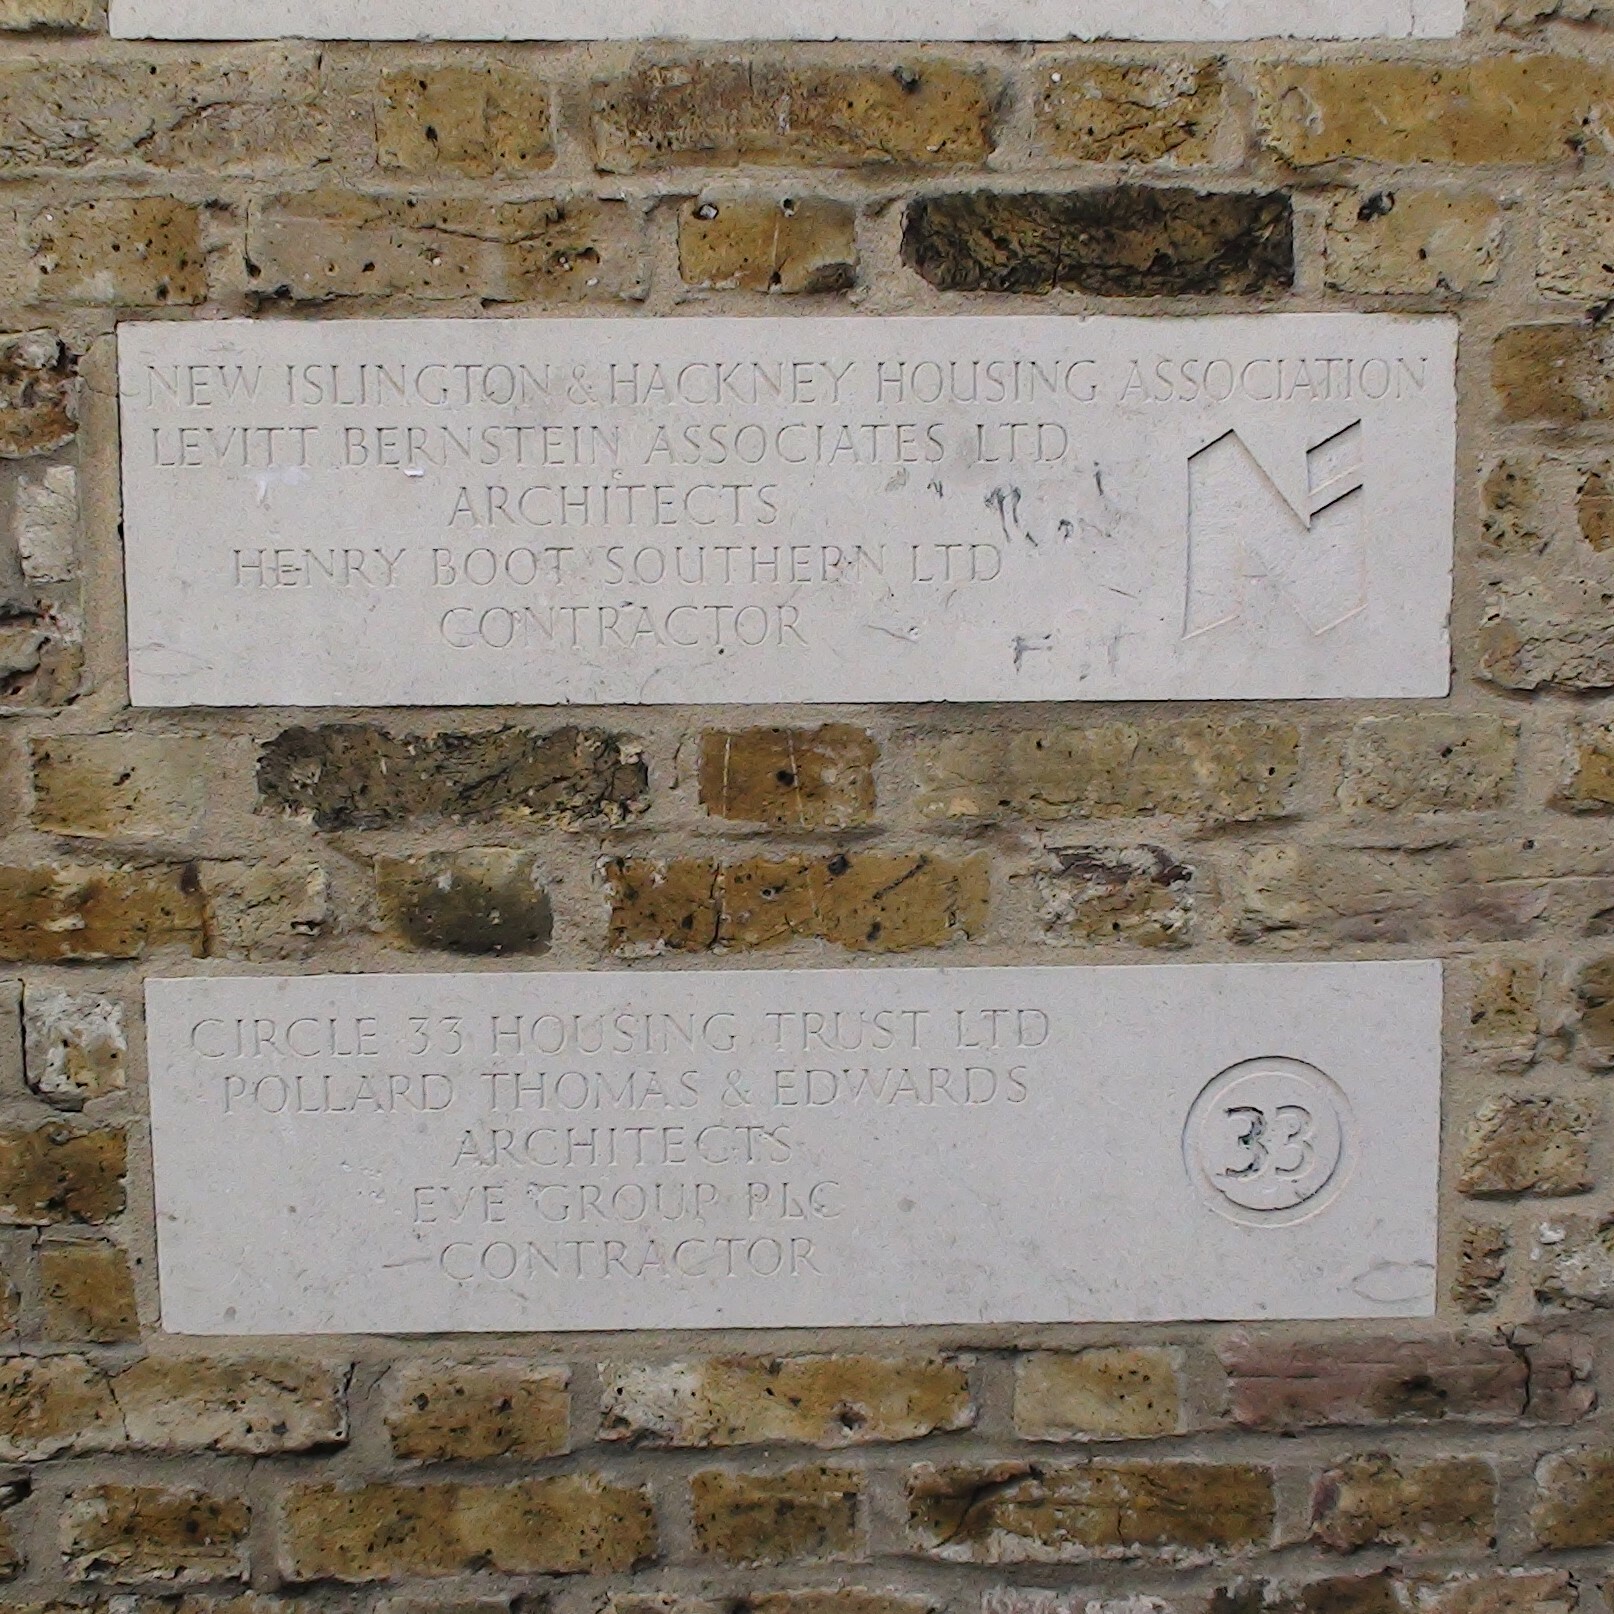 NEW ISLINGTON & HACKNEY HOUSING ASSOCIATION
LEVITT BERNSTEIN ASSOCIATES LTD
ARCHITECTS
HENRY BOOT SOUTHERN LTD
CONTRACTOR
CIRCLE 33 HOUSING TRUST LTD
POLLARD THOMAS & EDWARDS
ARCHITECTS
EVE GROUP PLC
CONTRACTOR
33